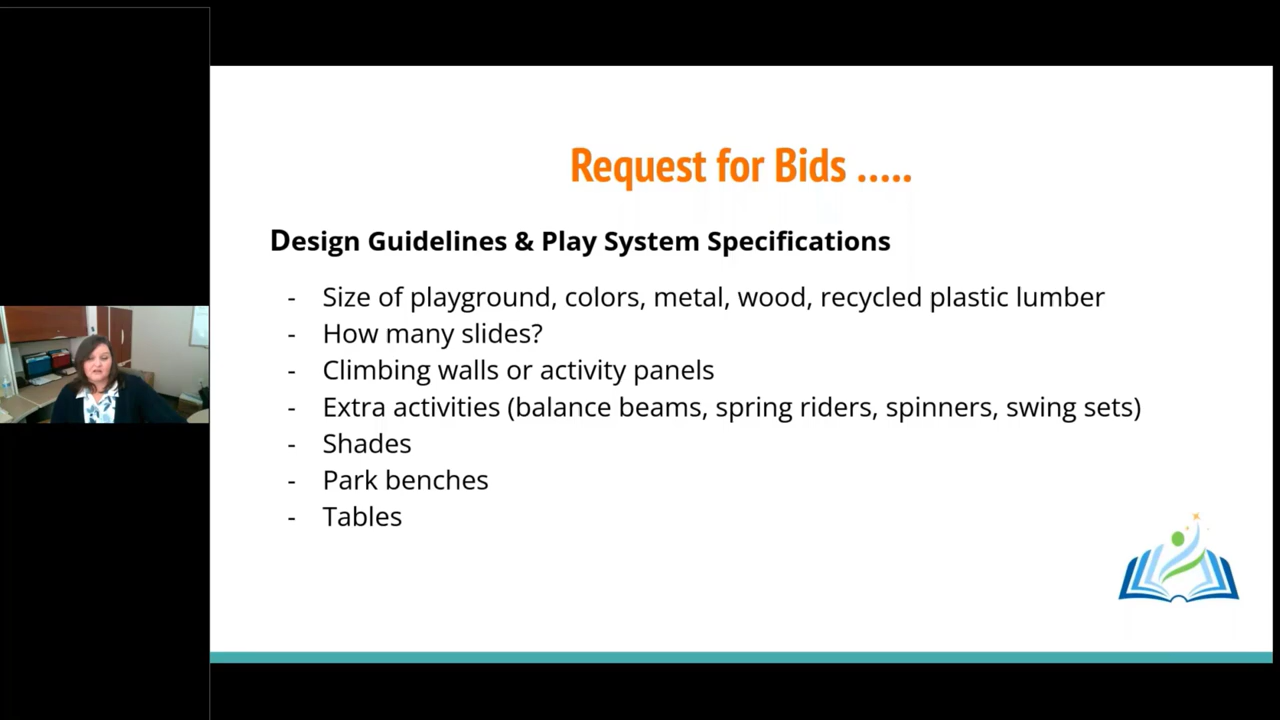 Request for Bids .....
Design Guidelines & Play System Specifications
- Size of playground, colors, metal, wood, recycled plastic lumber
- How many slides?
- Climbing walls or activity panels
- Extra activities (balance beams, spring riders, spinners, swing sets)
- Shades
- Park benches
- Tables